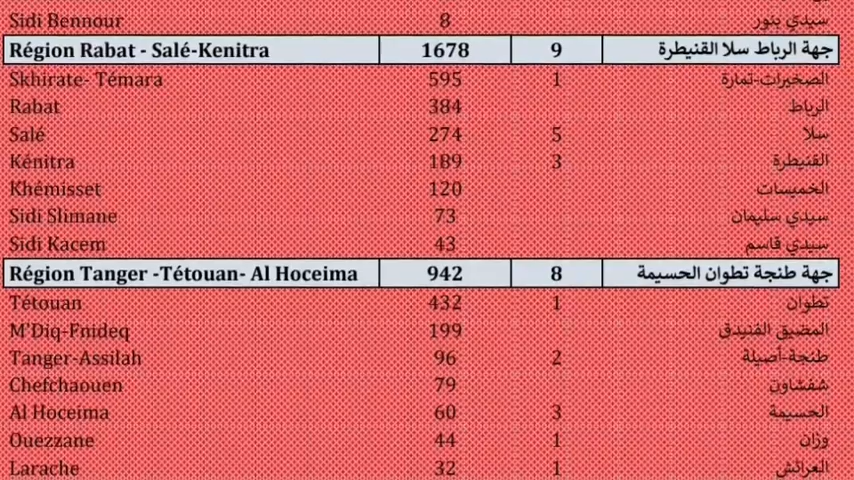 Sidi Bennour 8 سيدي بنور
Région Rabat - Salé-Kenitra 1678 9 جهة الرباط سلا القنيطرة
Skhirate- Témara 595 1 الصخيرات-تمارة
Rabat 384 الرباط
Salé 274 5 سلا
Kénitra 189 3 القنيطرة
Khémisset 120 الخميسات
Sidi Slimane 73 سيدي سليمان
Sidi Kacem 43 سيدي قاسم
Région Tanger -Tétouan- Al Hoceima 942 8 جهة طنجة تطوان الحسيمة
Tétouan 432 1 تطوان
M'Diq-Fnideq 199 المضيق الفنيدق
Tanger-Assilah 96 2 طنجة-أصيلة
Chefchaouen 79 شفشاون
Al Hoceima 60 3 الحسيمة
Ouezzane 44 1 وزان
Larache 32 1 العرائش